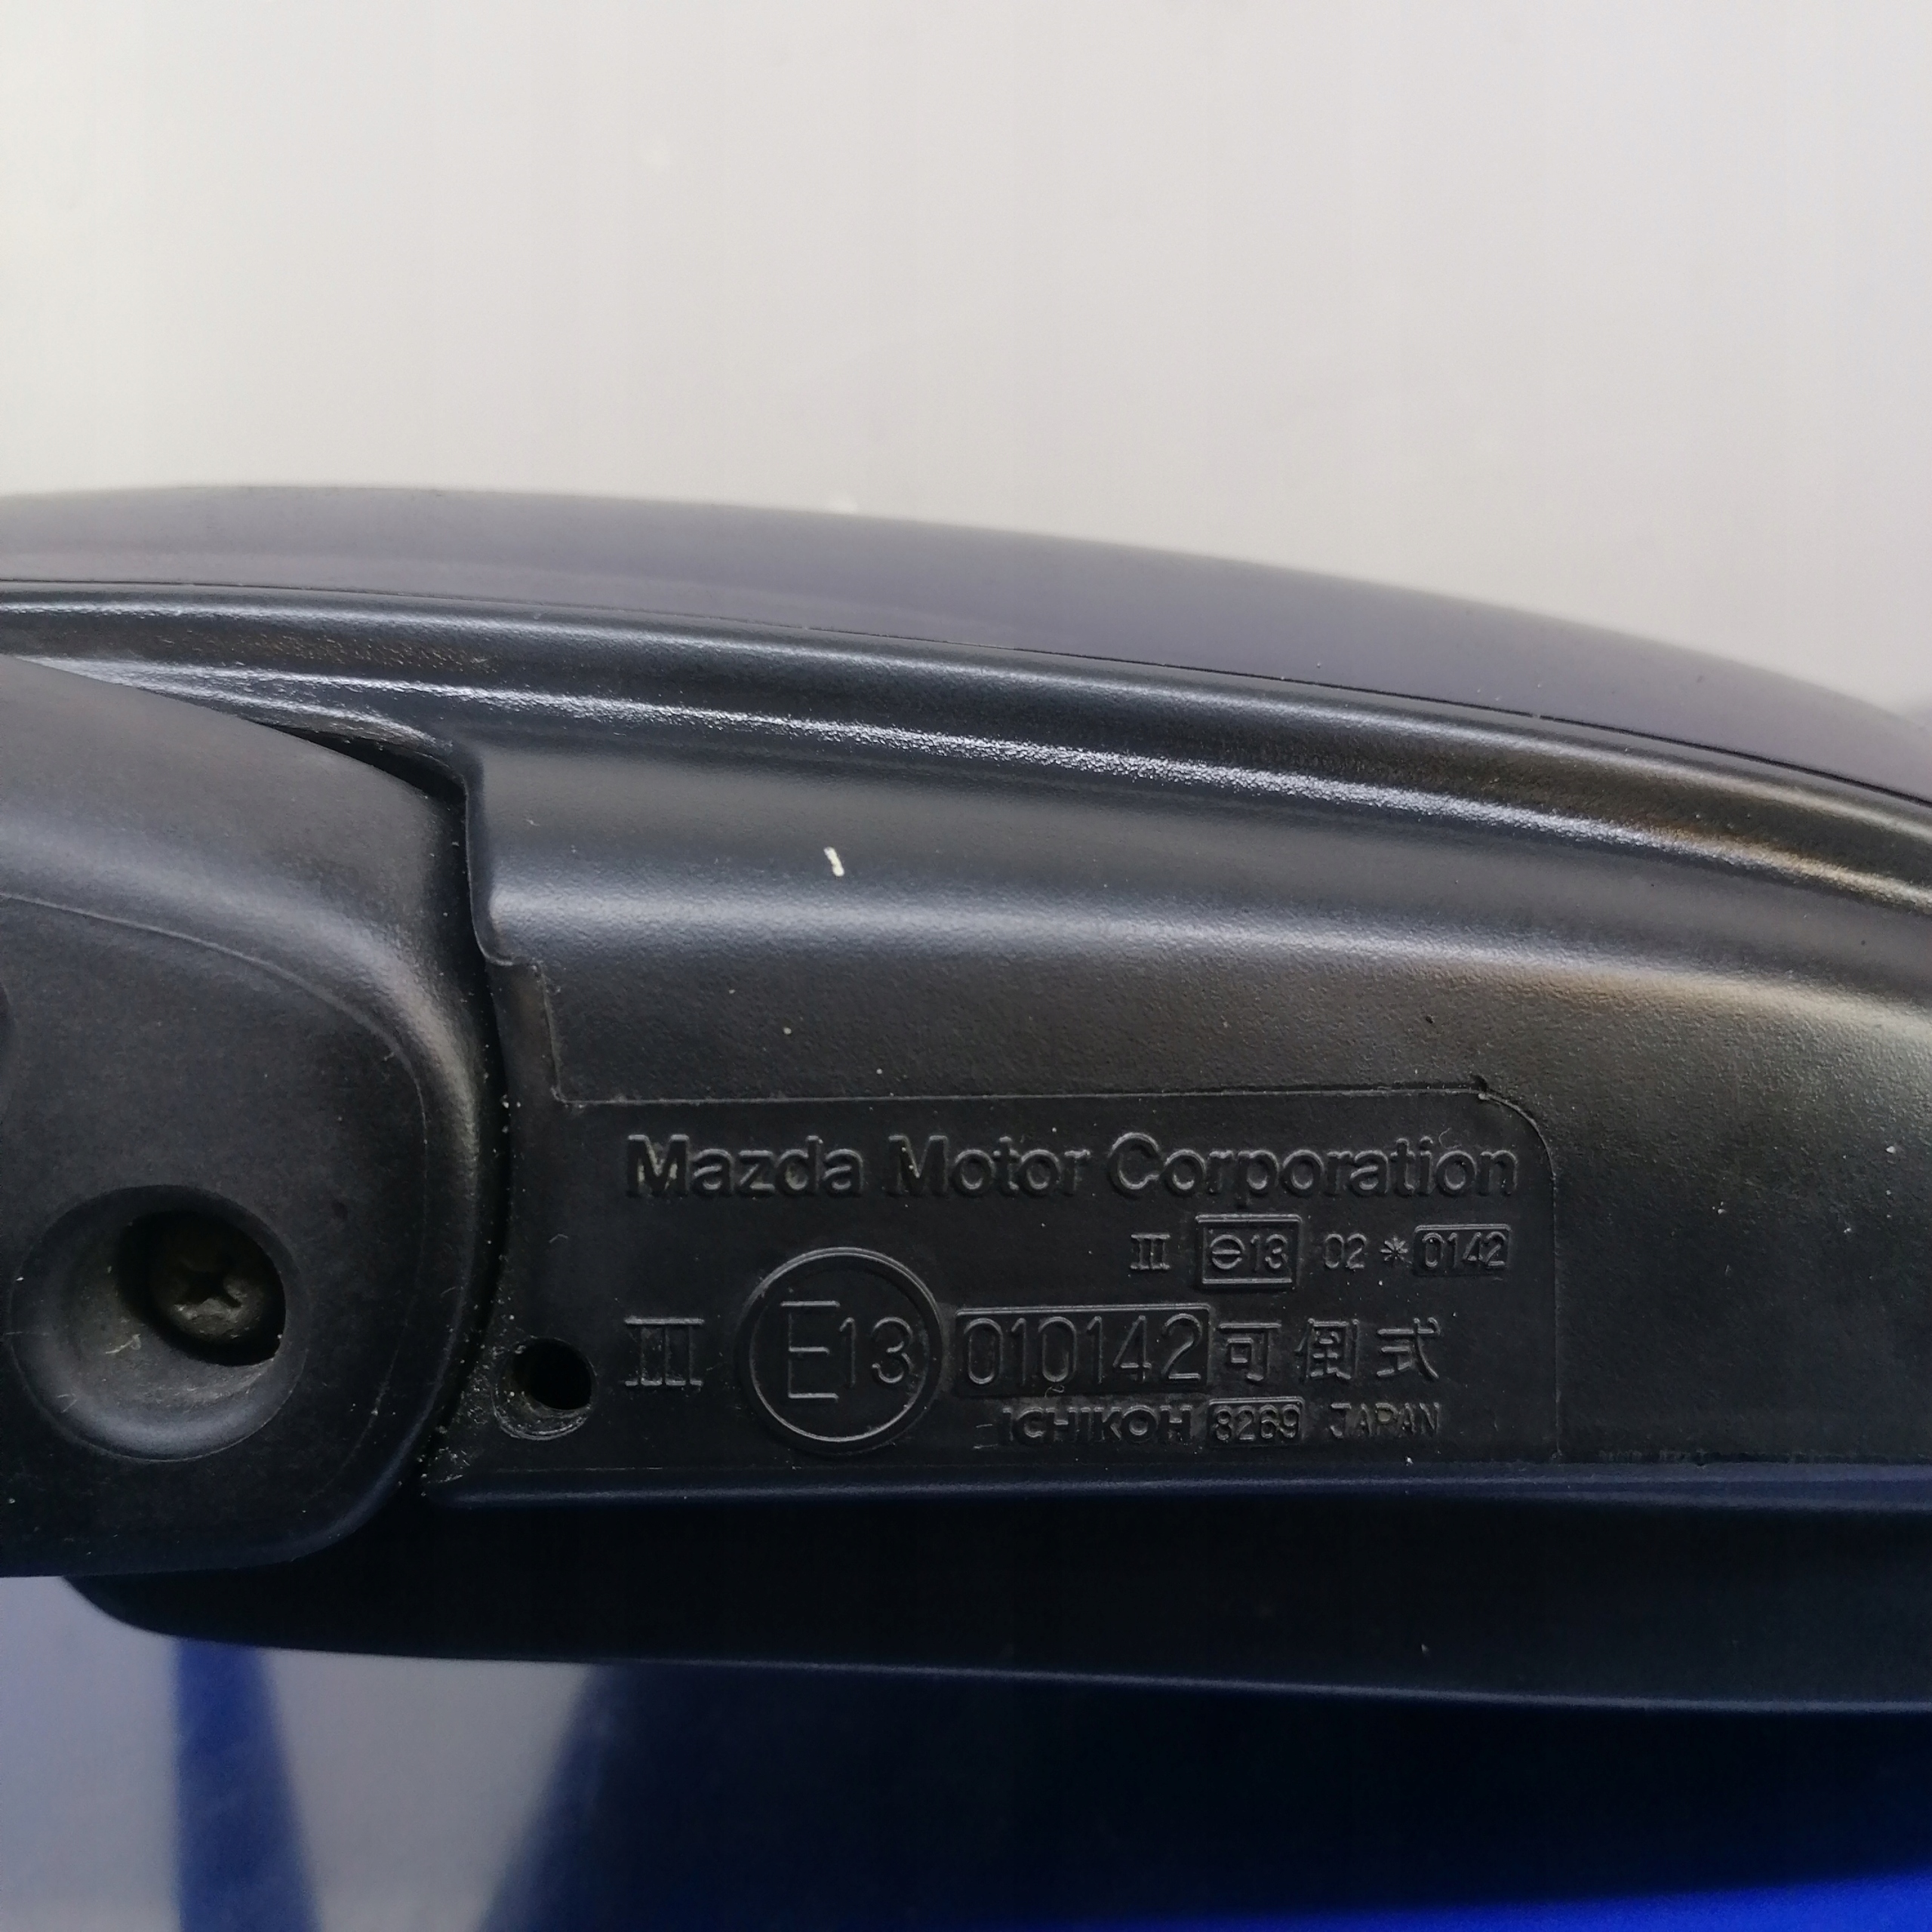 Mazda Motor Corporation
III e13 02 * 0142
III E13 010142 可倒式
ICHIKOH 8269 JAPAN